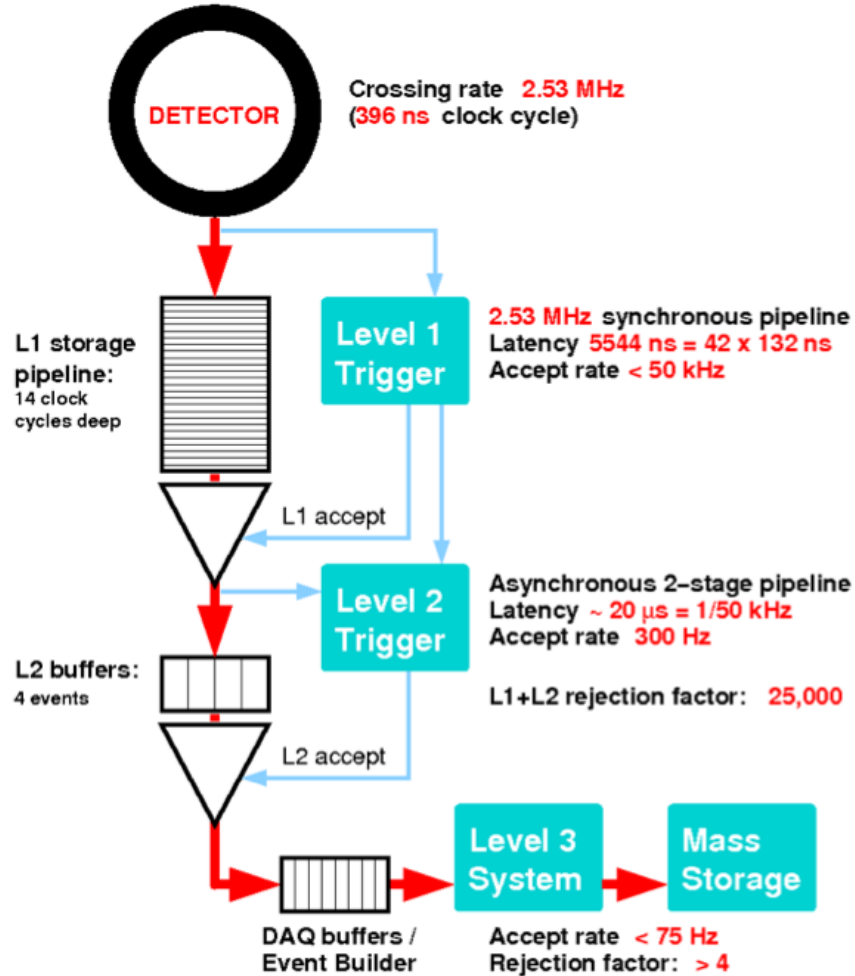 DETECTOR
Crossing rate 2.53 MHz
(396 ns clock cycle)
L1 storage
pipeline:
14 clock
cycles deep
Level 1
Trigger
2.53 MHz synchronous pipeline
Latency 5544 ns = 42 x 132 ns
Accept rate < 50 kHz
L1 accept
Level 2
Trigger
Asynchronous 2–stage pipeline
Latency ~ 20 µs = 1/50 kHz
Accept rate 300 Hz
L2 buffers:
4 events
L1+L2 rejection factor: 25,000
L2 accept
Level 3
System
Mass
Storage
DAQ buffers /
Event Builder
Accept rate < 75 Hz
Rejection factor: > 4